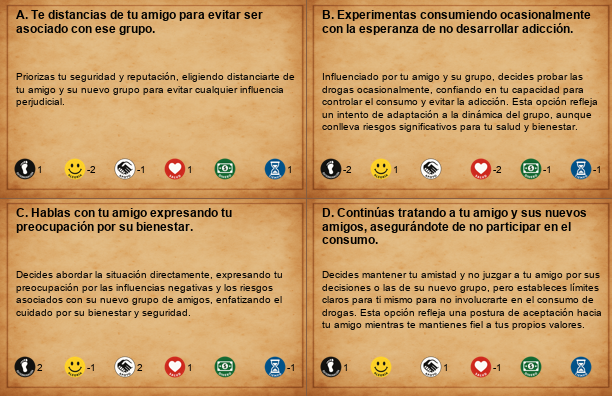 A. Te distancias de tu amigo para evitar ser
asociado con ese grupo.
Priorizas tu seguridad y reputación, eligiendo distanciarte de
tu amigo y su nuevo grupo para evitar cualquier influencia
perjudicial.
1 -2 -1 1 1
B. Experimentas consumiendo ocasionalmente
con la esperanza de no desarrollar adicción.
Influenciado por tu amigo y su grupo, decides probar las
drogas ocasionalmente, confiando en tu capacidad para
controlar el consumo y evitar la adicción. Esta opción refleja
un intento de adaptación a la dinámica del grupo, aunque
conlleva riesgos significativos para tu salud y bienestar.
-2 1 -2 -1 -1
C. Hablas con tu amigo expresando tu
preocupación por su bienestar.
Decides abordar la situación directamente, expresando tu
preocupación por las influencias negativas y los riesgos
asociados con su nuevo grupo de amigos, enfatizando el
cuidado por su bienestar y seguridad.
2 -1 2 1 -1
D. Continúas tratando a tu amigo y sus nuevos
amigos, asegurándote de no participar en el
consumo.
Decides mantener tu amistad y no juzgar a tu amigo por sus
decisiones o las de su nuevo grupo, pero estableces límites
claros para ti mismo para no involucrarte en el consumo de
drogas. Esta opción refleja una postura de aceptación hacia
tu amigo mientras te mantienes fiel a tus propios valores.
1 1 -1